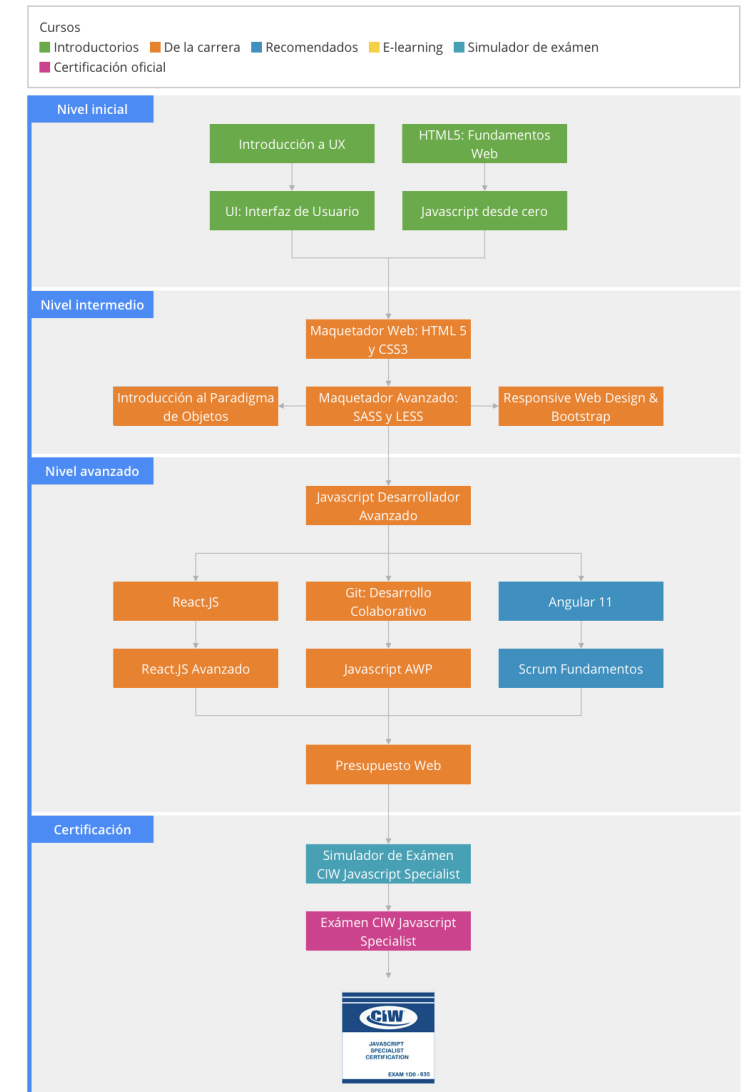 Cursos
Introductorios De la carrera Recomendados E-learning Simulador de exámen
Certificación oficial
Nivel inicial
Introducción a UX
HTML5: Fundamentos
Web
UI: Interfaz de Usuario
Javascript desde cero
Nivel intermedio
Maquetador Web: HTML 5
y CSS3
Introducción al Paradigma
de Objetos
Maquetador Avanzado:
SASS y LESS
Responsive Web Design &
Bootstrap
Nivel avanzado
Javascript Desarrollador
Avanzado
React.JS
Git: Desarrollo
Colaborativo
Angular 11
React.JS Avanzado
Javascript AWP
Scrum Fundamentos
Presupuesto Web
Certificación
Simulador de Exámen
CIW Javascript Specialist
Exámen CIW Javascript
Specialist
CIW
JAVASCRIPT
SPECIALIST
CERTIFICATION
EXAM 1D0 - 635